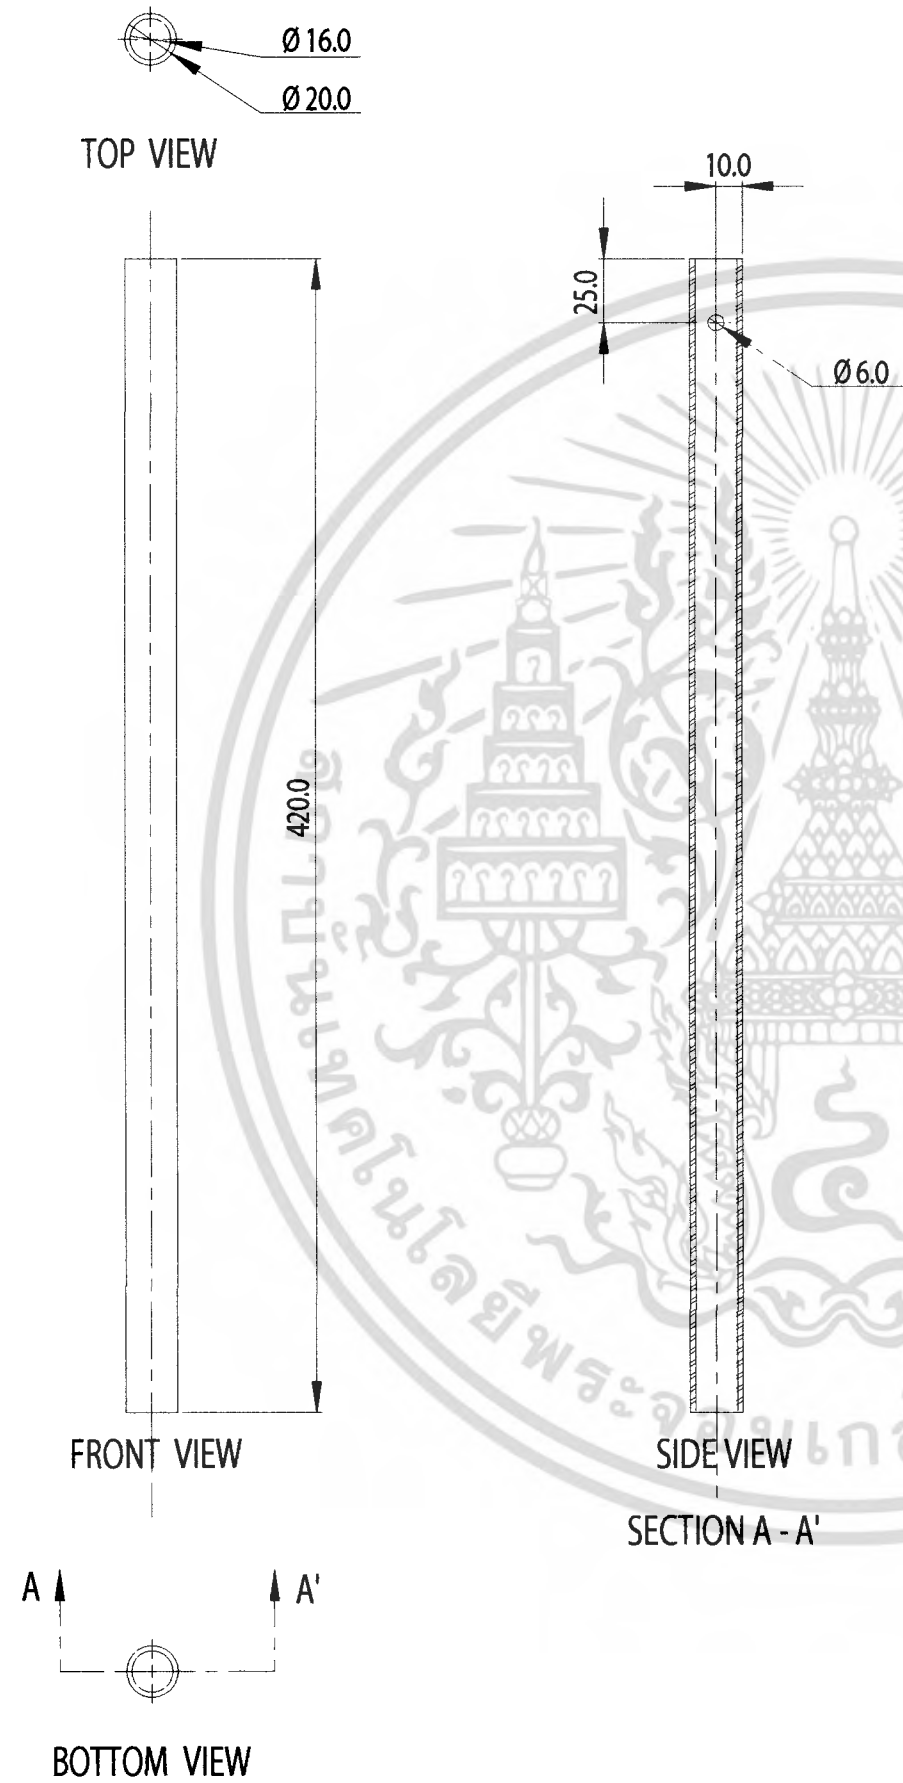 Ø 16.0
Ø 20.0
TOP VIEW
10.0
25.0
Ø 6.0
420.0
FRONT VIEW
SIDE VIEW
SECTION A - A'
A A'
BOTTOM VIEW